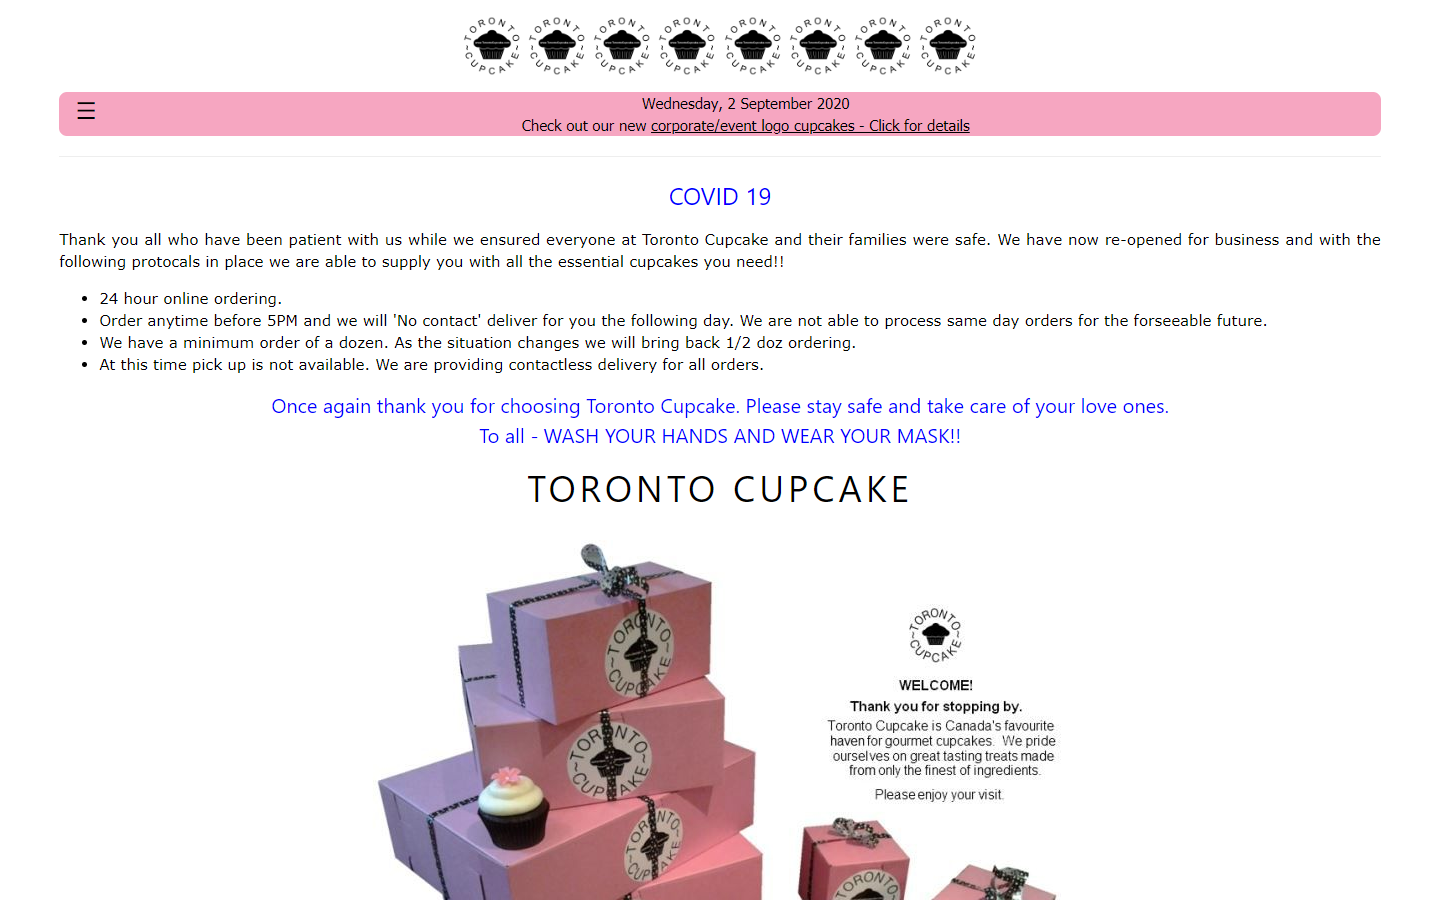 TORONTO CUPCAKE TORONTO CUPCAKE TORONTO CUPCAKE TORONTO CUPCAKE TORONTO CUPCAKE TORONTO CUPCAKE TORONTO CUPCAKE TORONTO CUPCAKE
Wednesday, 2 September 2020
Check out our new corporate/event logo cupcakes - Click for details
COVID 19
Thank you all who have been patient with us while we ensured everyone at Toronto Cupcake and their families were safe. We have now re-opened for business and with the
following protocals in place we are able to supply you with all the essential cupcakes you need!!
• 24 hour online ordering.
• Order anytime before 5PM and we will 'No contact' deliver for you the following day. We are not able to process same day orders for the forseeable future.
• We have a minimum order of a dozen. As the situation changes we will bring back 1/2 doz ordering.
• At this time pick up is not available. We are providing contactless delivery for all orders.
Once again thank you for choosing Toronto Cupcake. Please stay safe and take care of your love ones.
To all - WASH YOUR HANDS AND WEAR YOUR MASK!!
TORONTO CUPCAKE
~TORONTO~ CUPCAKE
~TORONTO~ CUPCAKE
~TORONTO~ CUPCAKE
~TORONTO~ CUPCAKE
WELCOME!
Thank you for stopping by.
Toronto Cupcake is Canada's favourite
haven for gourmet cupcakes. We pride
ourselves on great tasting treats made
from only the finest of ingredients.
Please enjoy your visit.
TORONTO